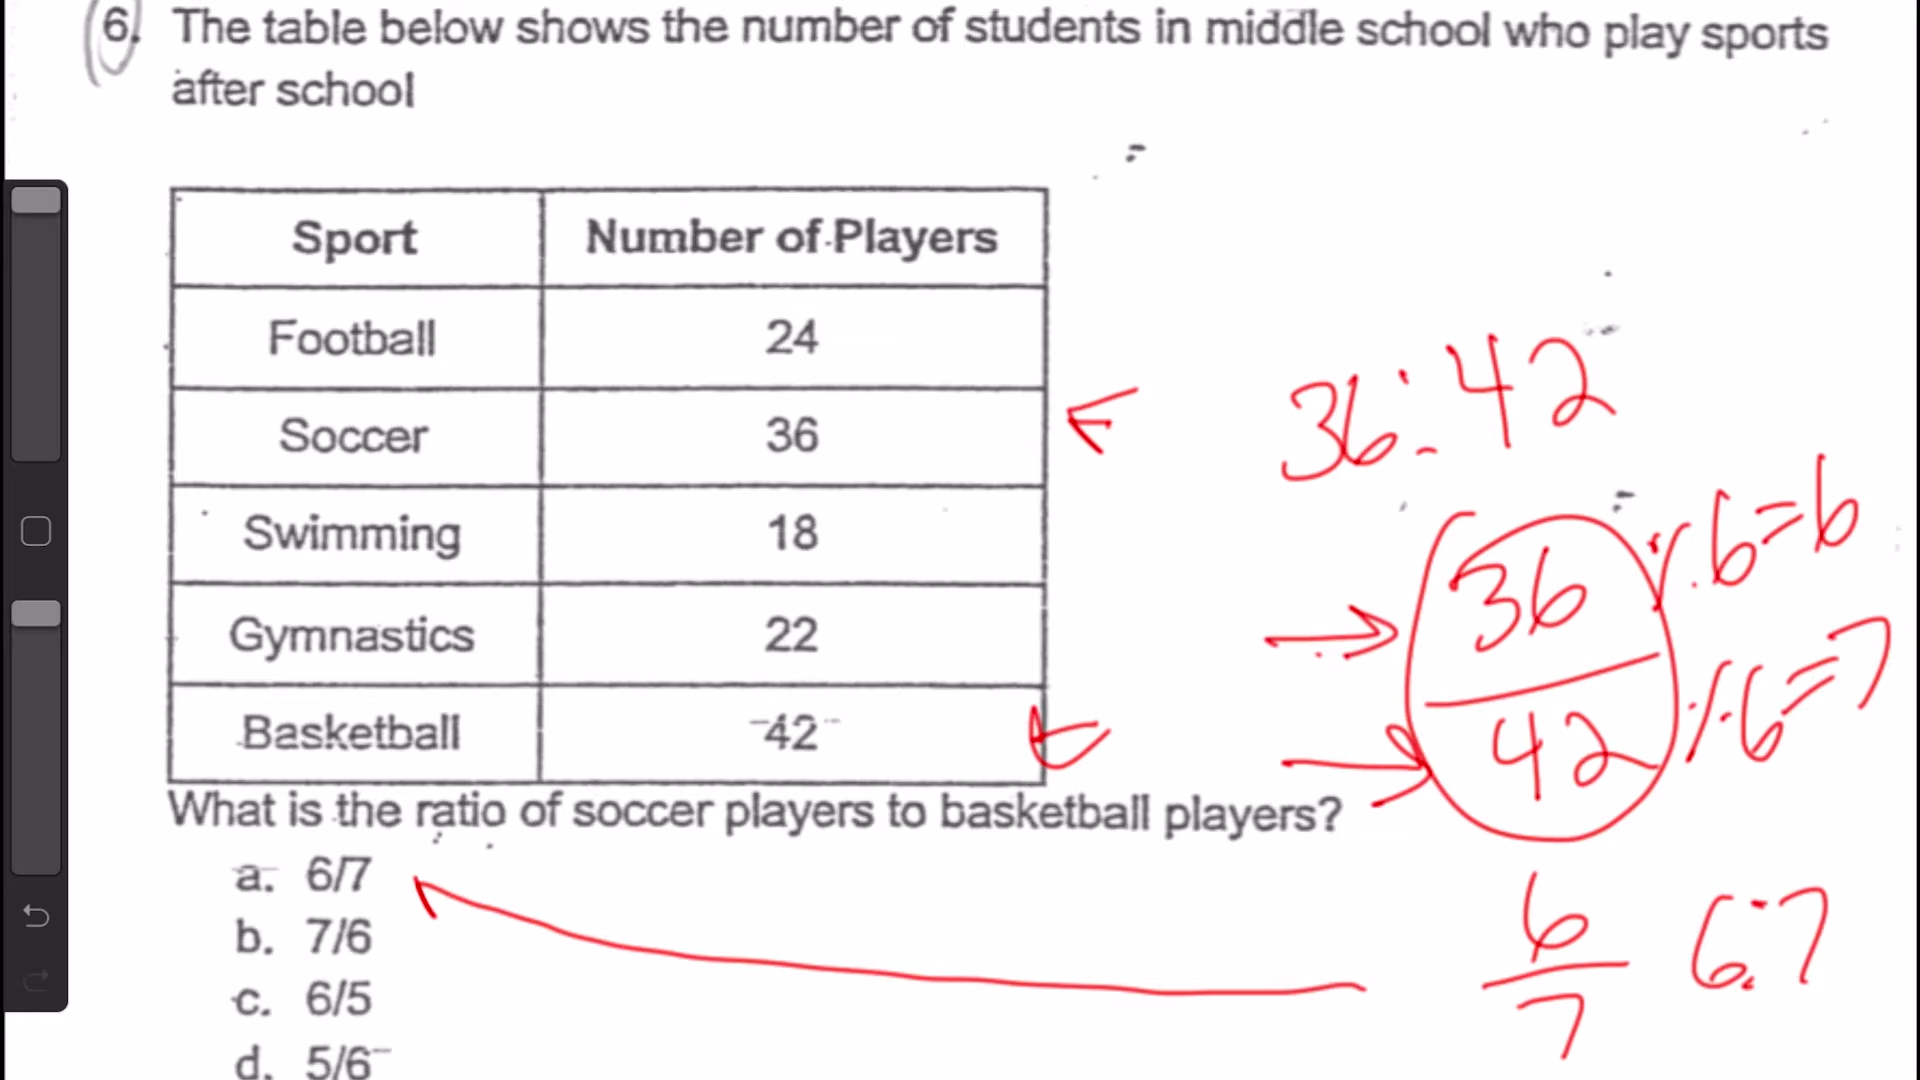 6. The table below shows the number of students in middle school who play sports
after school
Sport Number of Players
Football 24
Soccer 36
Swimming 18
Gymnastics 22
Basketball 42
What is the ratio of soccer players to basketball players?
a. 6/7
b. 7/6
c. 6/5
d. 5/6
36:42
36 ÷ 6 = 6
42 ÷ 6 = 7
6
7
6:7